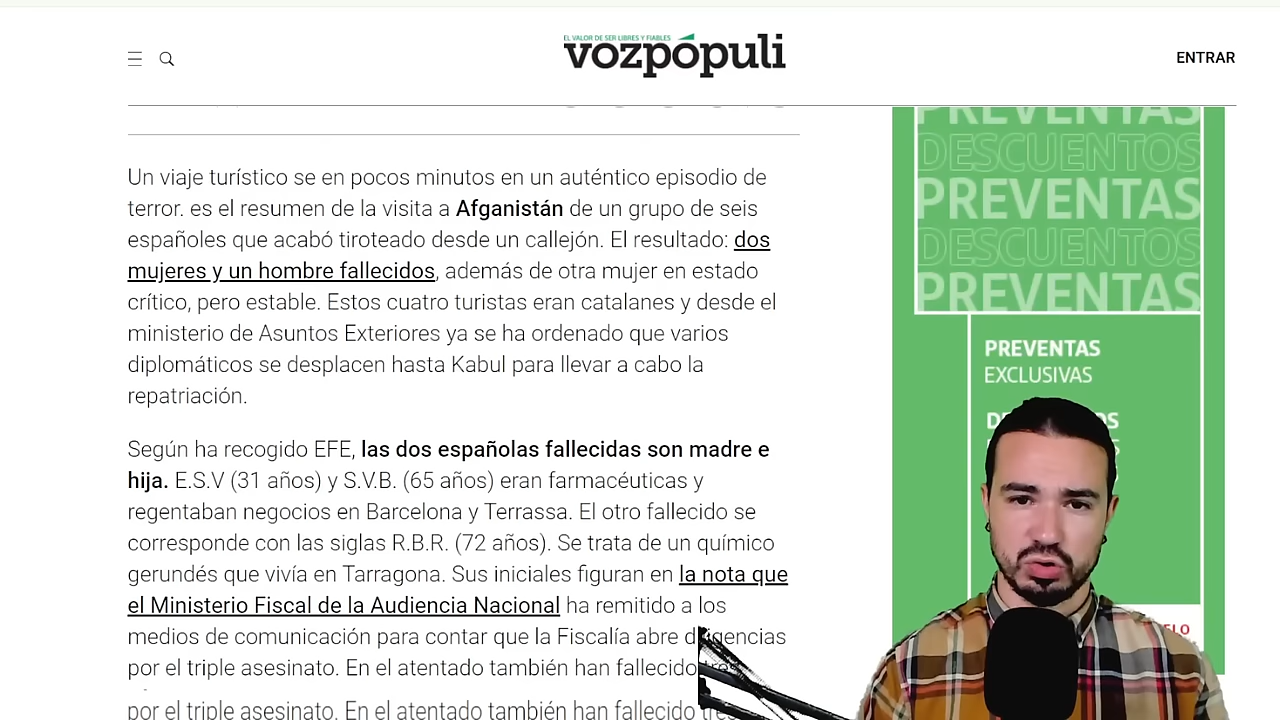 EL VALOR DE SER LIBRES Y FIABLES
vozpópuli
ENTRAR
Un viaje turístico se en pocos minutos en un auténtico episodio de
terror. es el resumen de la visita a Afganistán de un grupo de seis
españoles que acabó tiroteado desde un callejón. El resultado: dos
mujeres y un hombre fallecidos, además de otra mujer en estado
crítico, pero estable. Estos cuatro turistas eran catalanes y desde el
ministerio de Asuntos Exteriores ya se ha ordenado que varios
diplomáticos se desplacen hasta Kabul para llevar a cabo la
repatriación.
Según ha recogido EFE, las dos españolas fallecidas son madre e
hija. E.S.V (31 años) y S.V.B. (65 años) eran farmacéuticas y
regentaban negocios en Barcelona y Terrassa. El otro fallecido se
corresponde con las siglas R.B.R. (72 años). Se trata de un químico
gerundés que vivía en Tarragona. Sus iniciales figuran en la nota que
el Ministerio Fiscal de la Audiencia Nacional ha remitido a los
medios de comunicación para contar que la Fiscalía abre diligencias
por el triple asesinato. En el atentado también han fallecido tres
por el triple asesinato. En el atentado también han fallecido tres
PREVENTAS
DESCUENTOS
PREVENTAS
DESCUENTOS
PREVENTAS
PREVENTAS
EXCLUSIVAS